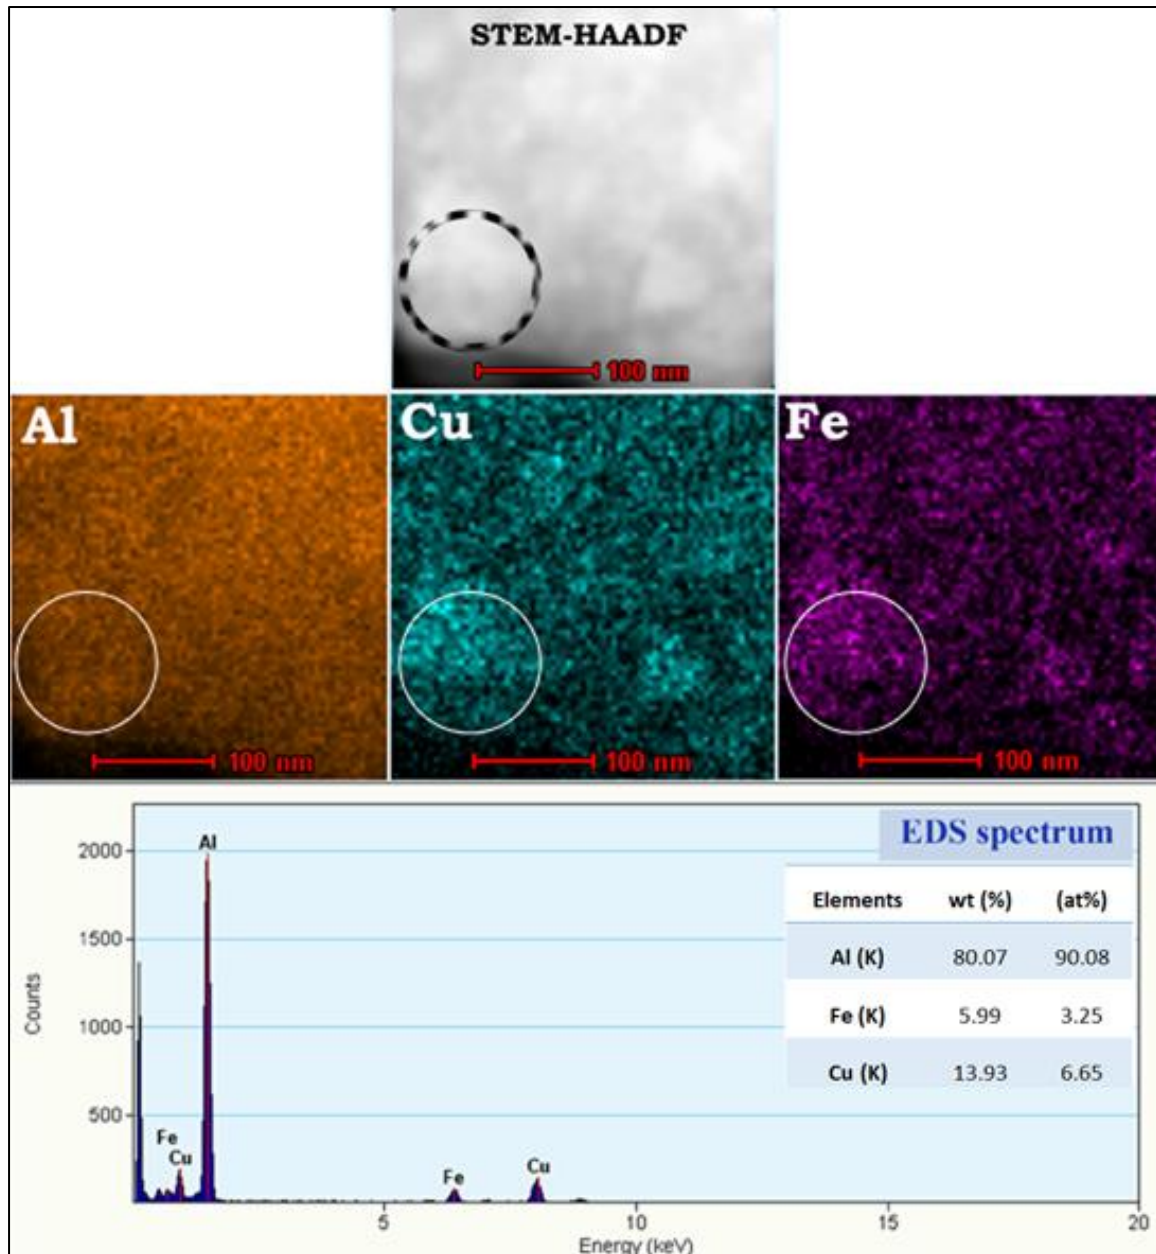 STEM-HAADF
100 nm
Al
Cu
Fe
100 nm
100 nm
100 nm
EDS spectrum
Elements wt (%) (at%)
Al (K) 80.07 90.08
Fe (K) 5.99 3.25
Cu (K) 13.93 6.65
Counts
2000
1500
1000
500
Al
Fe
Cu
Fe
Cu
5
10
15
20
Energy (keV)